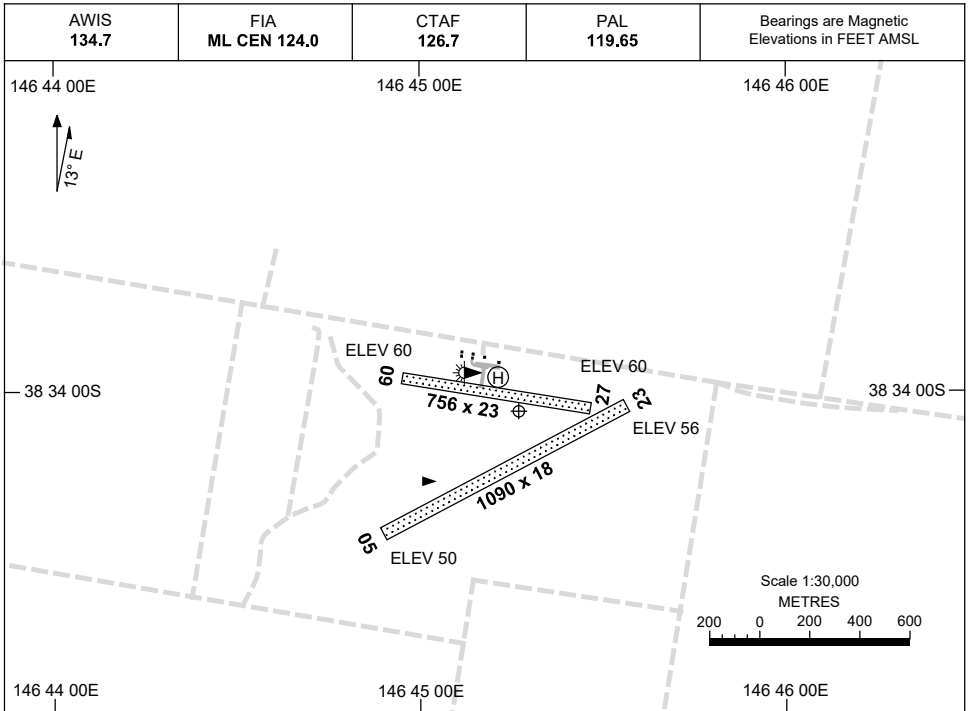 AWIS
134.7
FIA
ML CEN 124.0
CTAF
126.7
PAL
119.65
Bearings are Magnetic
Elevations in FEET AMSL
146 44 00E
146 45 00E
146 46 00E
13° E
ELEV 60
ELEV 60
09
H
27
23
38 34 00S
38 34 00S
756 x 23
ELEV 56
1090 x 18
05
ELEV 50
Scale 1:30,000
METRES
200 0 200 400 600
146 44 00E
146 45 00E
146 46 00E